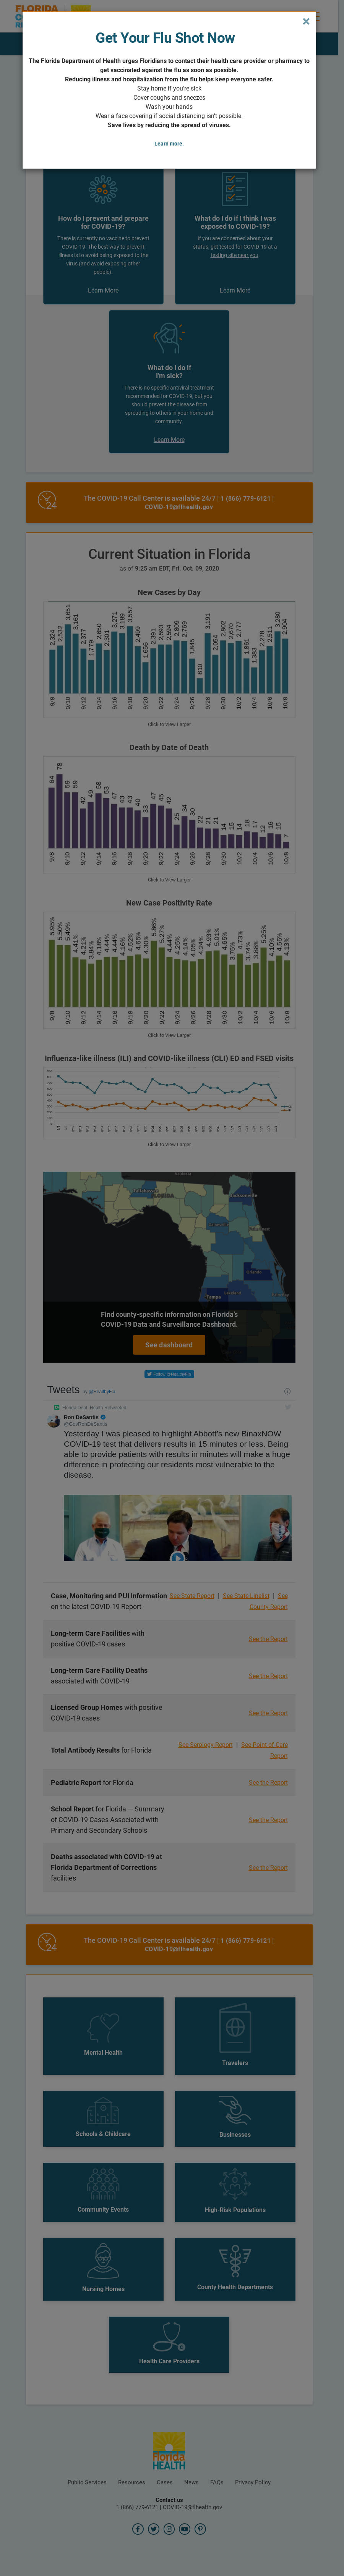 FLORIDA
×
Get Your Flu Shot Now
The Florida Department of Health urges Floridians to contact their health care provider or pharmacy to
get vaccinated against the flu as soon as possible.
Reducing illness and hospitalization from the flu helps keep everyone safer.
Stay home if you're sick
Cover coughs and sneezes
Wash your hands
Wear a face covering if social distancing isn't possible.
Save lives by reducing the spread of viruses.
Learn more.
How do I prevent and prepare
for COVID-19?
There is currently no vaccine to prevent
COVID-19. The best way to prevent
illness is to avoid being exposed to the
virus (and avoid exposing other
people).
Learn More
What do I do if I think I was
exposed to COVID-19?
If you are concerned about your
status, get tested for COVID-19 at a
testing site near you.
Learn More
What do I do if
I'm sick?
There is no specific antiviral treatment
recommended for COVID-19, but you
should prevent the disease from
spreading to others in your home and
community.
Learn More
24
The COVID-19 Call Center is available 24/7 | 1 (866) 779-6121 |
COVID-19@flhealth.gov
Current Situation in Florida
as of 9:25 am EDT, Fri. Oct. 09, 2020
New Cases by Day
2,324 2,532 3,651 3,181 2,377 1,779 2,650 2,301 3,271 3,189 3,557 2,499 1,656 2,391 2,593 2,594 2,809 2,769 1,845 810 3,191 2,054 2,802 2,670 2,777 1,861 1,383 2,278 2,611 3,280 2,904
9/8 9/10 9/12 9/14 9/16 9/18 9/20 9/22 9/24 9/26 9/28 9/30 10/2 10/4 10/6 10/8
Click to View Larger
Death by Date of Death
64 78 59 59 42 49 58 53 47 43 43 40 33 47 45 42 25 34 30 22 21 21 14 15 14 18 17 12 16 15 7
9/8 9/10 9/12 9/14 9/16 9/18 9/20 9/22 9/24 9/26 9/28 9/30 10/2 10/4 10/6 10/8
Click to View Larger
New Case Positivity Rate
5.95% 5.50% 5.49% 4.41% 4.21% 3.84% 4.18% 4.44% 4.44% 4.16% 4.52% 4.65% 4.30% 5.86% 5.27% 4.44% 4.25% 4.14% 4.05% 4.24% 4.93% 5.01% 4.65% 3.75% 4.73% 3.74% 3.88% 5.25% 4.10% 4.55% 4.13%
9/8 9/10 9/12 9/14 9/16 9/18 9/20 9/22 9/24 9/26 9/28 9/30 10/2 10/4 10/6 10/8
Click to View Larger
Influenza-like illness (ILI) and COVID-like illness (CLI) ED and FSED visits
Click to View Larger
Jacksonville
Orlando
Tampa
Find county-specific information on Florida's
COVID-19 Data and Surveillance Dashboard.
See dashboard
Follow @HealthyFla
Tweets by @HealthyFla
Florida Dept. Health Retweeted
Ron DeSantis
@GovRonDeSantis
Yesterday I was pleased to highlight Abbott's new BinaxNOW
COVID-19 test that delivers results in 15 minutes or less. Being
able to provide patients with results in minutes will make a big
difference in protecting our residents most vulnerable to the
disease.
Case, Monitoring and PUI Information
on the latest COVID-19 Report
See State Report | See State Linelist | See
County Report
Long-term Care Facilities with
positive COVID-19 cases
See the Report
Long-term Care Facility Deaths
associated with COVID-19
See the Report
Licensed Group Homes with positive
COVID-19 cases
See the Report
Total Antibody Results for Florida
See Serology Report | See Point-of-Care
Report
Pediatric Report for Florida
See the Report
School Report for Florida — Summary
of COVID-19 Cases Associated with
Primary and Secondary Schools
See the Report
Deaths associated with COVID-19 at
Florida Department of Corrections
facilities
See the Report
24
The COVID-19 Call Center is available 24/7 | 1 (866) 779-6121 |
COVID-19@flhealth.gov
Mental Health
Travelers
Schools & Childcare
Businesses
Community Events
High-Risk Populations
Nursing Homes
County Health Departments
Health Care Providers
Florida
HEALTH
Public Services Resources Cases News FAQs Privacy Policy
Contact us
1 (866) 779-6121 | COVID-19@flhealth.gov